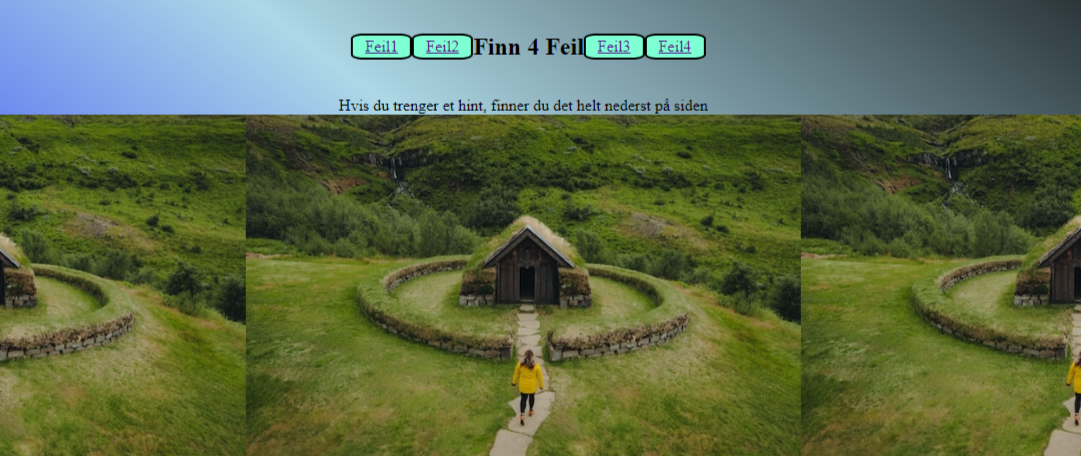 Feil1 Feil2 Finn 4 Feil Feil3 Feil4
Hvis du trenger et hint, finner du det helt nederst på siden